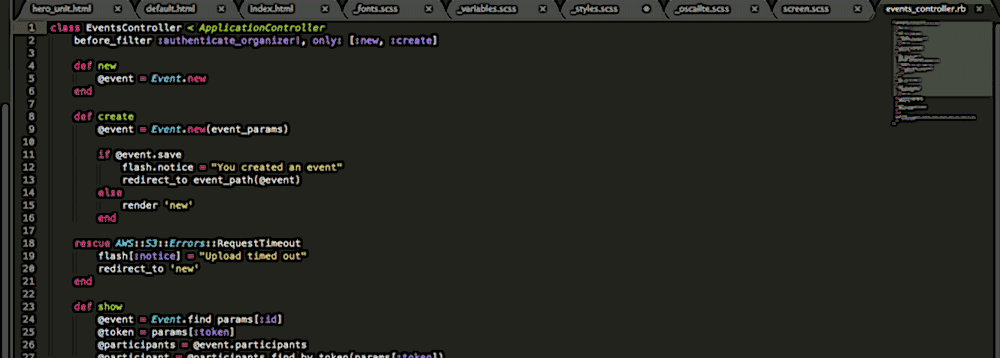 hero_unit.html default.html index.html _fonts.scss _variables.scss _styles.scss _oscailte.scss screen.scss events_controller.rb
1 class EventsController < ApplicationController
2 before_filter :authenticate_organizer!, only: [:new, :create]
3
4 def new
5 @event = Event.new
6 end
7
8 def create
9 @event = Event.new(event_params)
10
11 if @event.save
12 flash.notice = "You created an event"
13 redirect_to event_path(@event)
14 else
15 render 'new'
16 end
17
18 rescue AWS::S3::Errors::RequestTimeout
19 flash[:notice] = "Upload timed out"
20 redirect_to 'new'
21 end
22
23 def show
24 @event = Event.find params[:id]
25 @token = params[:token]
26 @participants = @event.participants
27 @participant = @participants.find_by_token(params[:token])